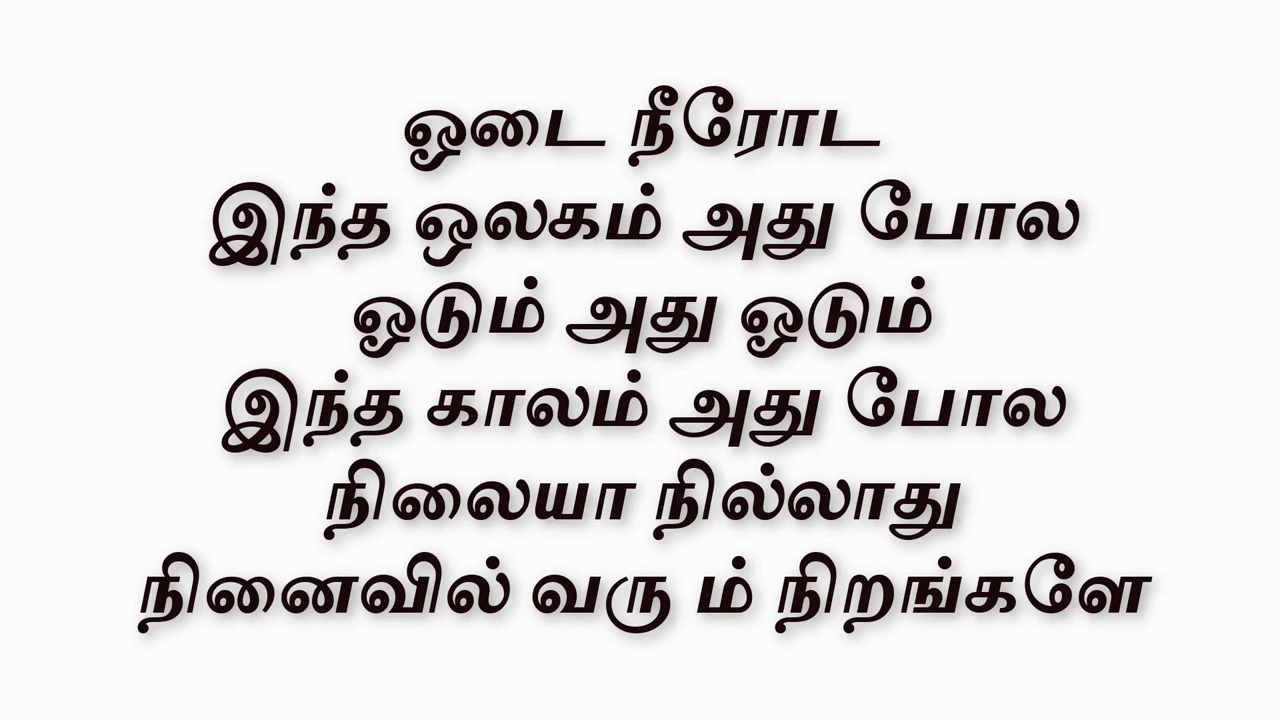 ஓடை நீரோட
இந்த ஒலகம் அது போல
ஓடும் அது ஓடும்
இந்த காலம் அது போல
நிலையா நில்லாது
நினைவில் வரு ம் நிறங்களே